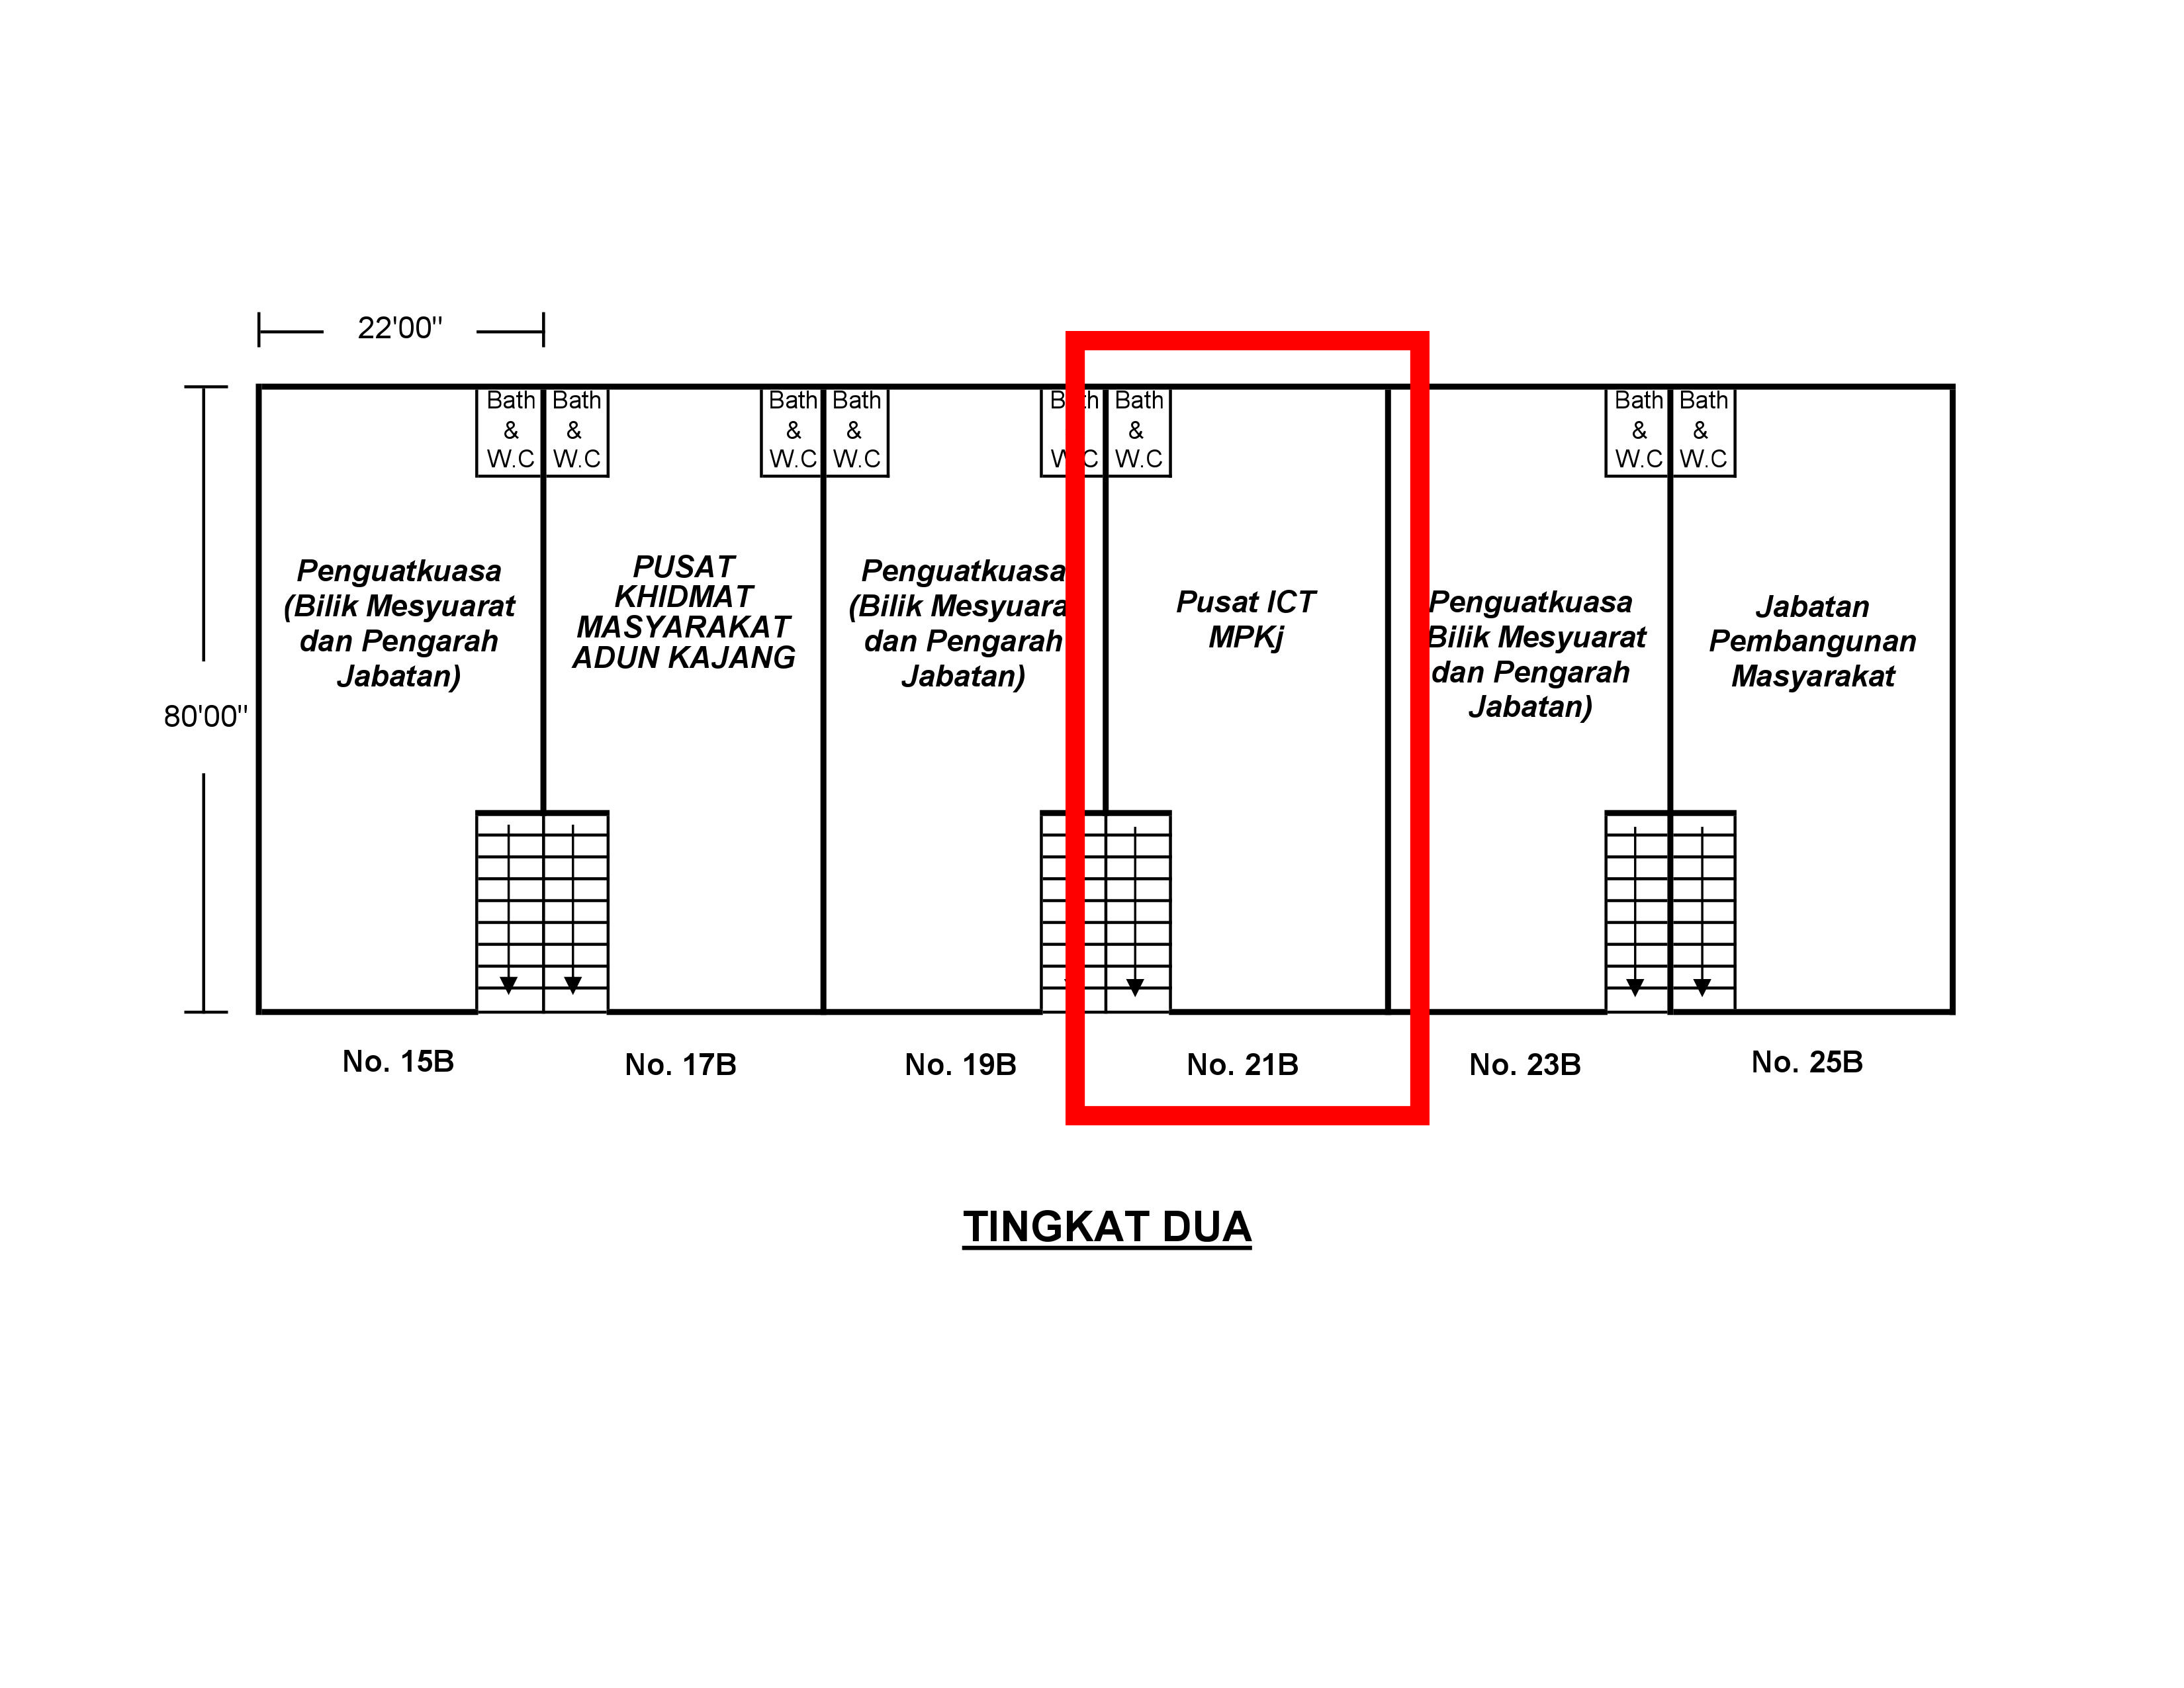 22'00"
80'00"
Bath
&
W.C
Bath
&
W.C
Bath
&
W.C
Bath
&
W.C
Bath
&
W.C
Bath
&
W.C
Bath
&
W.C
Penguatkuasa
(Bilik Mesyuarat
dan Pengarah
Jabatan)
PUSAT
KHIDMAT
MASYARAKAT
ADUN KAJANG
Penguatkuasa
(Bilik Mesyuara
dan Pengarah
Jabatan)
Pusat ICT
MPKj
Penguatkuasa
Bilik Mesyuarat
dan Pengarah
Jabatan)
Jabatan
Pembangunan
Masyarakat
No. 15B
No. 17B
No. 19B
No. 21B
No. 23B
No. 25B
TINGKAT DUA